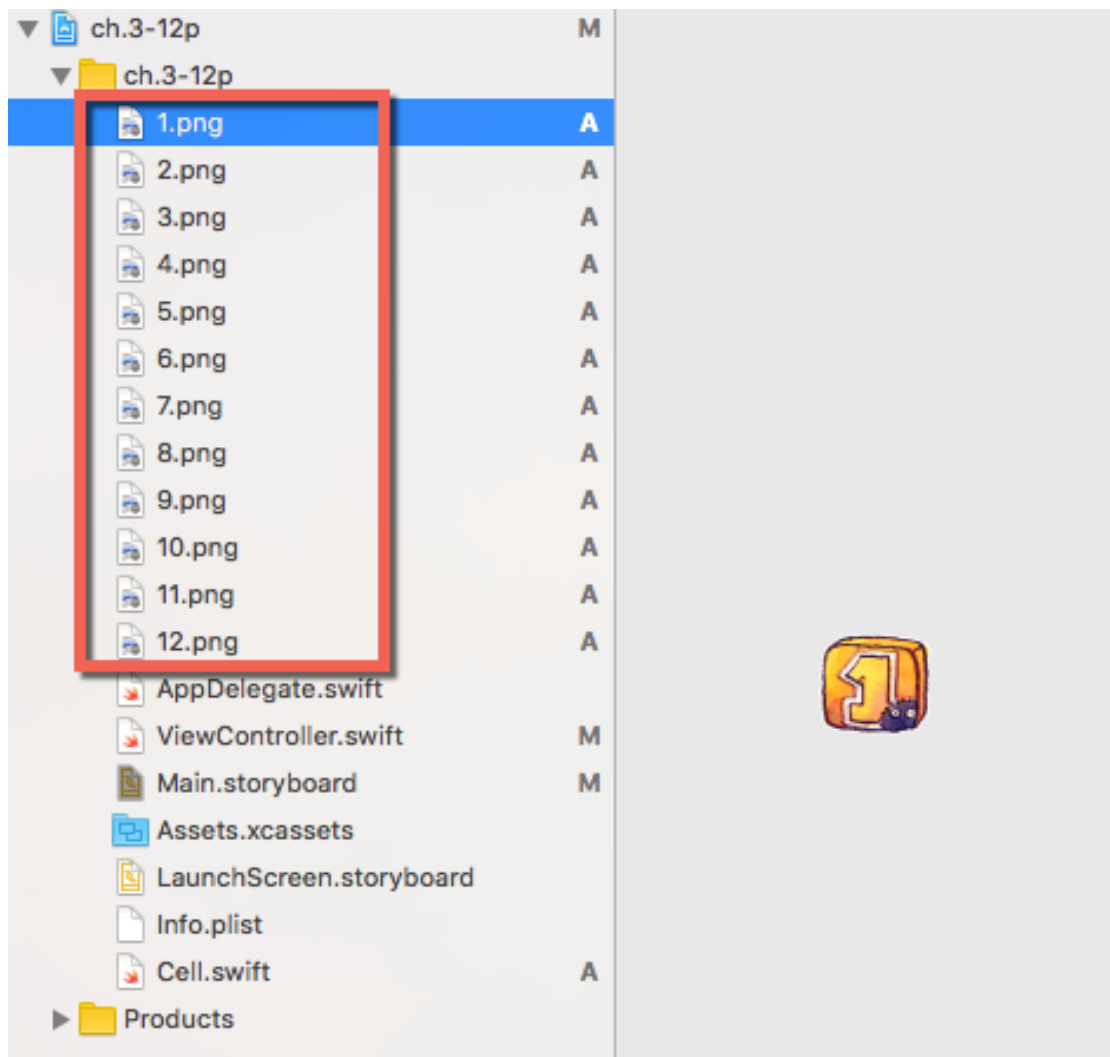 ch.3-12p M
ch.3-12p
1.png A
2.png A
3.png A
4.png A
5.png A
6.png A
7.png A
8.png A
9.png A
10.png A
11.png A
12.png A
AppDelegate.swift
ViewController.swift M
Main.storyboard M
Assets.xcassets
LaunchScreen.storyboard
Info.plist
Cell.swift A
Products
1